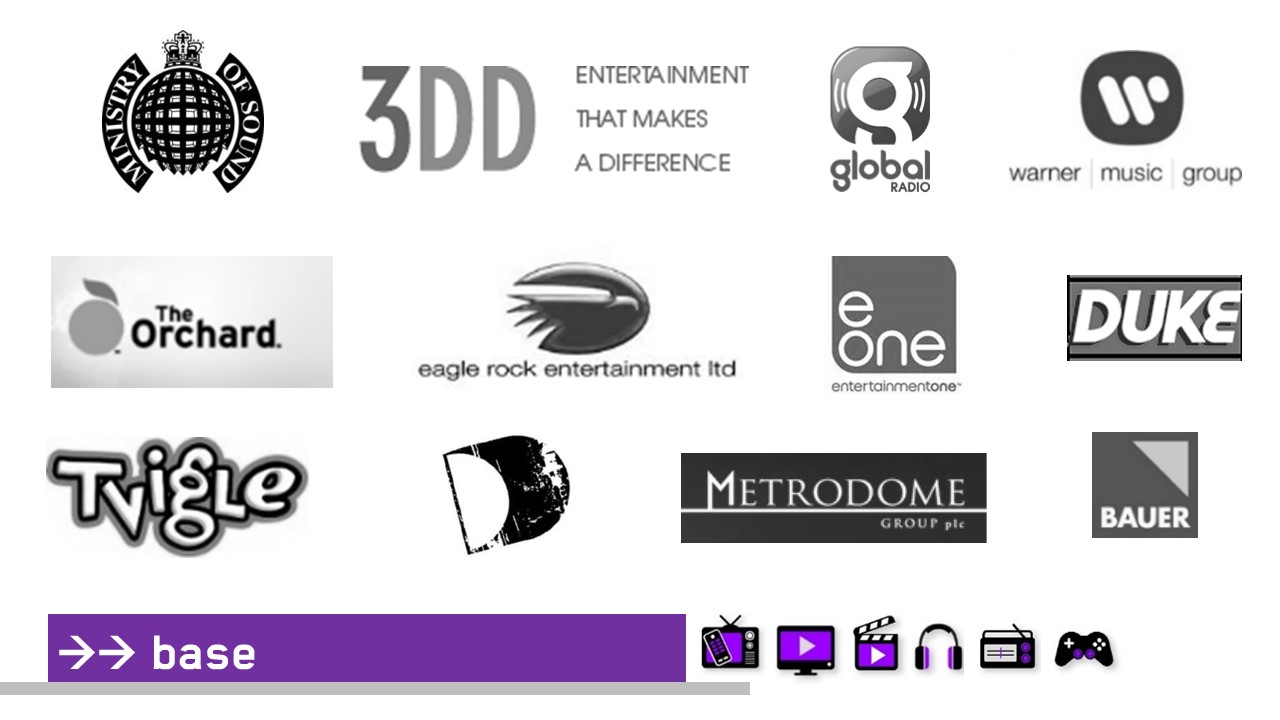 MINISTRY OF SOUND
3DD
ENTERTAINMENT
THAT MAKES
A DIFFERENCE
global
RADIO
warner | music | group
The
Orchard.
eagle rock entertainment ltd
e
one
entertainmentone™
DUKE
Tvigle
D
METRODOME
GROUP plc
BAUER
base